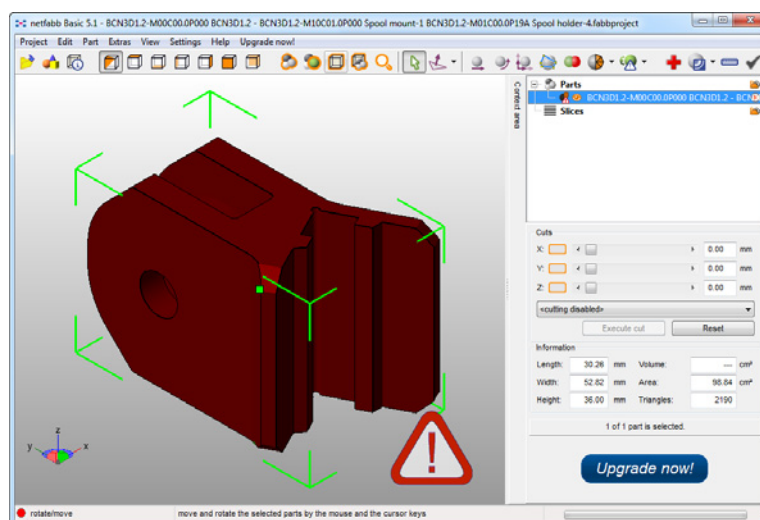 netfabb Basic 5.1 - BCN3D1.2-M00C00.0P000 BCN3D1.2 - BCN3D1.2-M10C01.0P000 Spool mount-1 BCN3D1.2-M01C00.0P19A Spool holder-4.fabbproject
Project Edit Part Extras View Settings Help Upgrade now!
Context area
Parts
BCN3D1.2-M00C00.0P000 BCN3D1.2 -
Slices
Cuts
X: 0.00 mm
Y: 0.00 mm
Z: 0.00 mm
<cutting disabled>
Execute cut Reset
Information
Length: 30.26 mm Volume: --- cm³
Width: 52.82 mm Area: 98.84 cm²
Height: 36.00 mm Triangles: 2190
1 of 1 part is selected.
Upgrade now!
z
y x
!
rotate/move move and rotate the selected parts by the mouse and the cursor keys